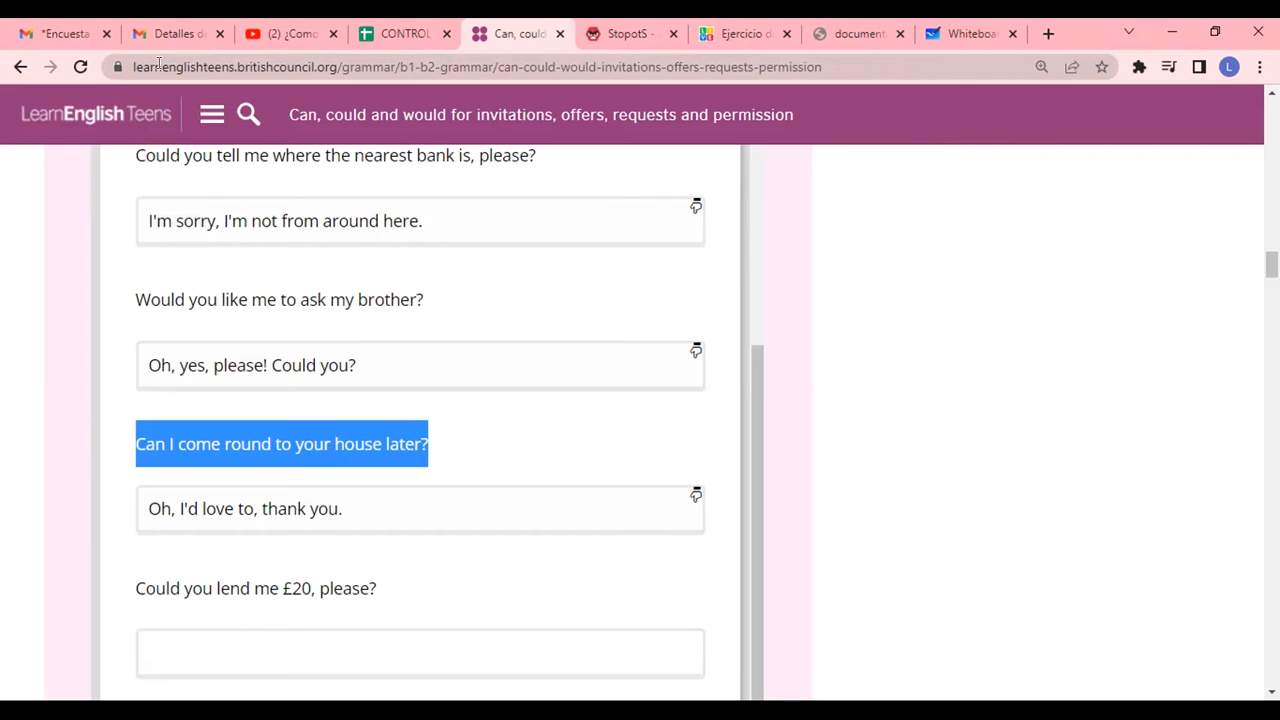 *Encuesta
Detalles d
(2) ¿Como
CONTROL
Can, could
StopotS - 
Ejercicio d
document
Whiteboa
learnenglishteens.britishcouncil.org/grammar/b1-b2-grammar/can-could-would-invitations-offers-requests-permission
L
LearnEnglish Teens
Can, could and would for invitations, offers, requests and permission
Could you tell me where the nearest bank is, please?
I'm sorry, I'm not from around here.
Would you like me to ask my brother?
Oh, yes, please! Could you?
Can I come round to your house later?
Oh, I'd love to, thank you.
Could you lend me £20, please?